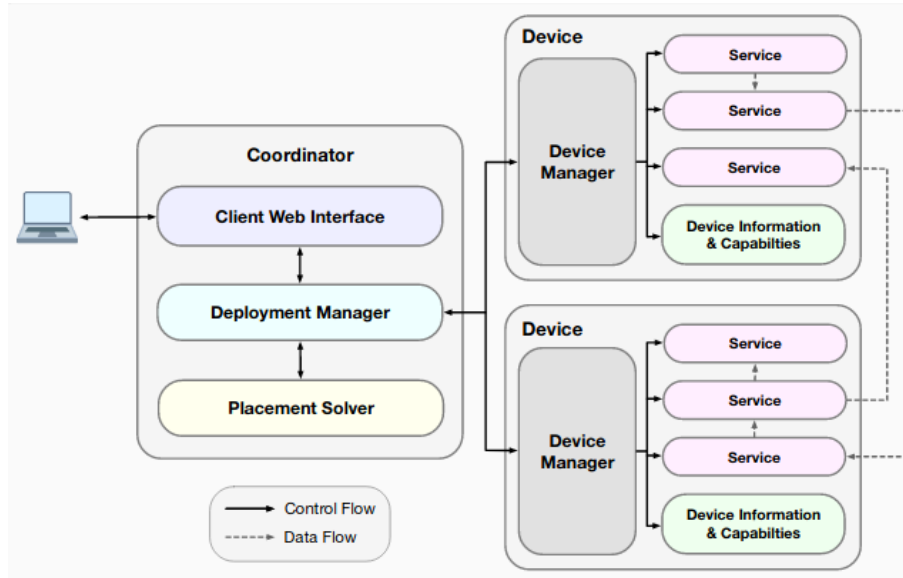 Coordinator
Client Web Interface
Deployment Manager
Placement Solver
Control Flow
Data Flow
Device
Device
Manager
Service
Service
Service
Device Information
& Capabilties
Device
Device
Manager
Service
Service
Service
Device Information
& Capabilties